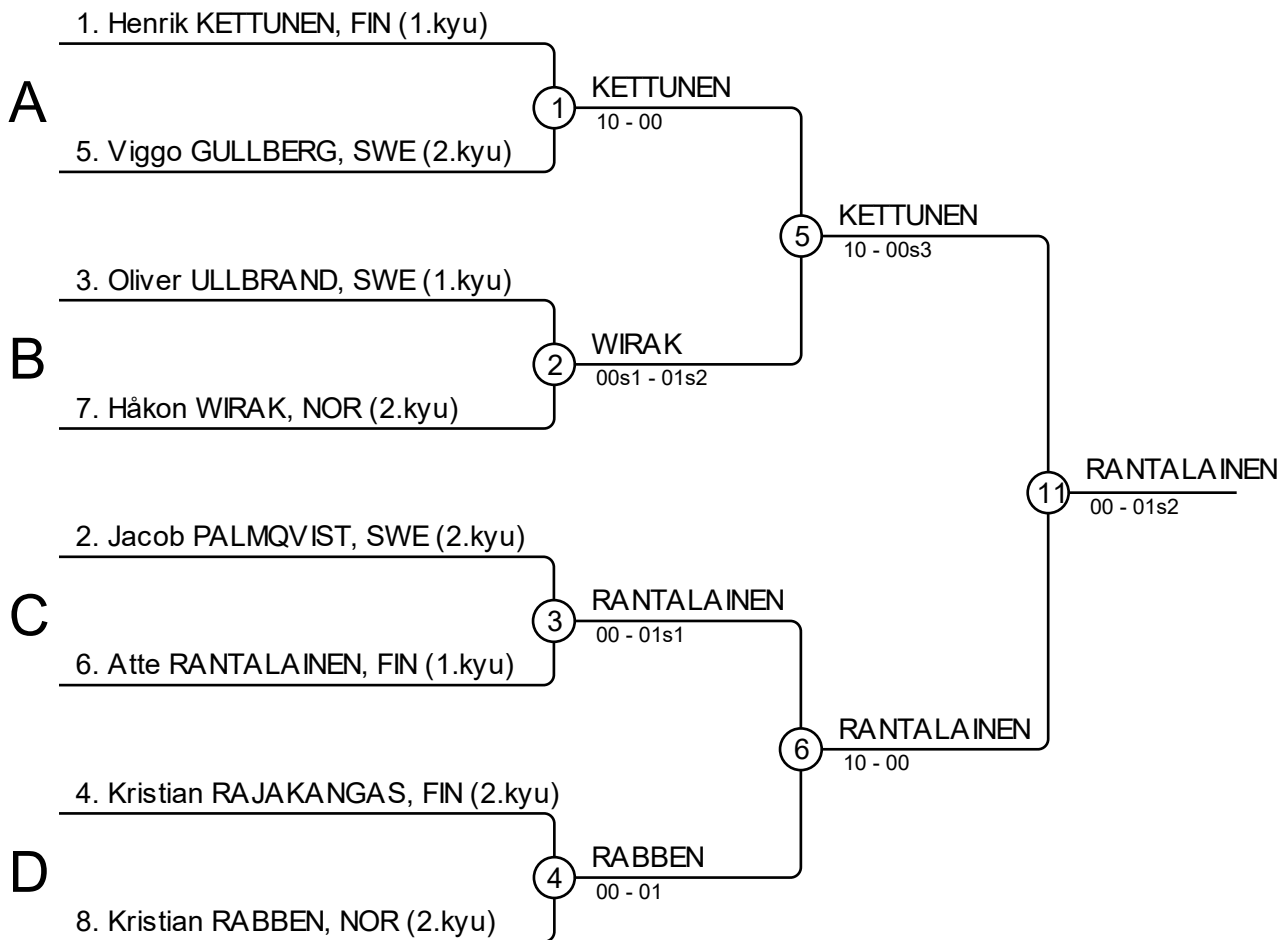 1. Henrik KETTUNEN, FIN (1.kyu)
A
1
KETTUNEN
10 - 00
5. Viggo GULLBERG, SWE (2.kyu)
5
KETTUNEN
10 - 00s3
3. Oliver ULLBRAND, SWE (1.kyu)
B
2
WIRAK
00s1 - 01s2
7. Håkon WIRAK, NOR (2.kyu)
11
RANTALAINEN
00 - 01s2
2. Jacob PALMQVIST, SWE (2.kyu)
C
3
RANTALAINEN
00 - 01s1
6. Atte RANTALAINEN, FIN (1.kyu)
6
RANTALAINEN
10 - 00
4. Kristian RAJAKANGAS, FIN (2.kyu)
D
4
RABBEN
00 - 01
8. Kristian RABBEN, NOR (2.kyu)